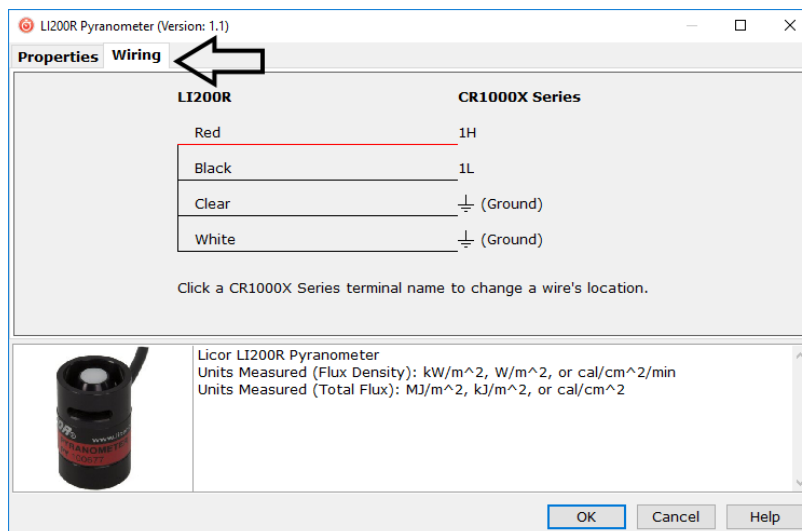 LI200R Pyranometer (Version: 1.1)
Properties Wiring
LI200R CR1000X Series
Red 1H
Black 1L
Clear (Ground)
White (Ground)
Click a CR1000X Series terminal name to change a wire's location.
Licor LI200R Pyranometer
Units Measured (Flux Density): kW/m^2, W/m^2, or cal/cm^2/min
Units Measured (Total Flux): MJ/m^2, kJ/m^2, or cal/cm^2
PYRANOMETER
OK Cancel Help